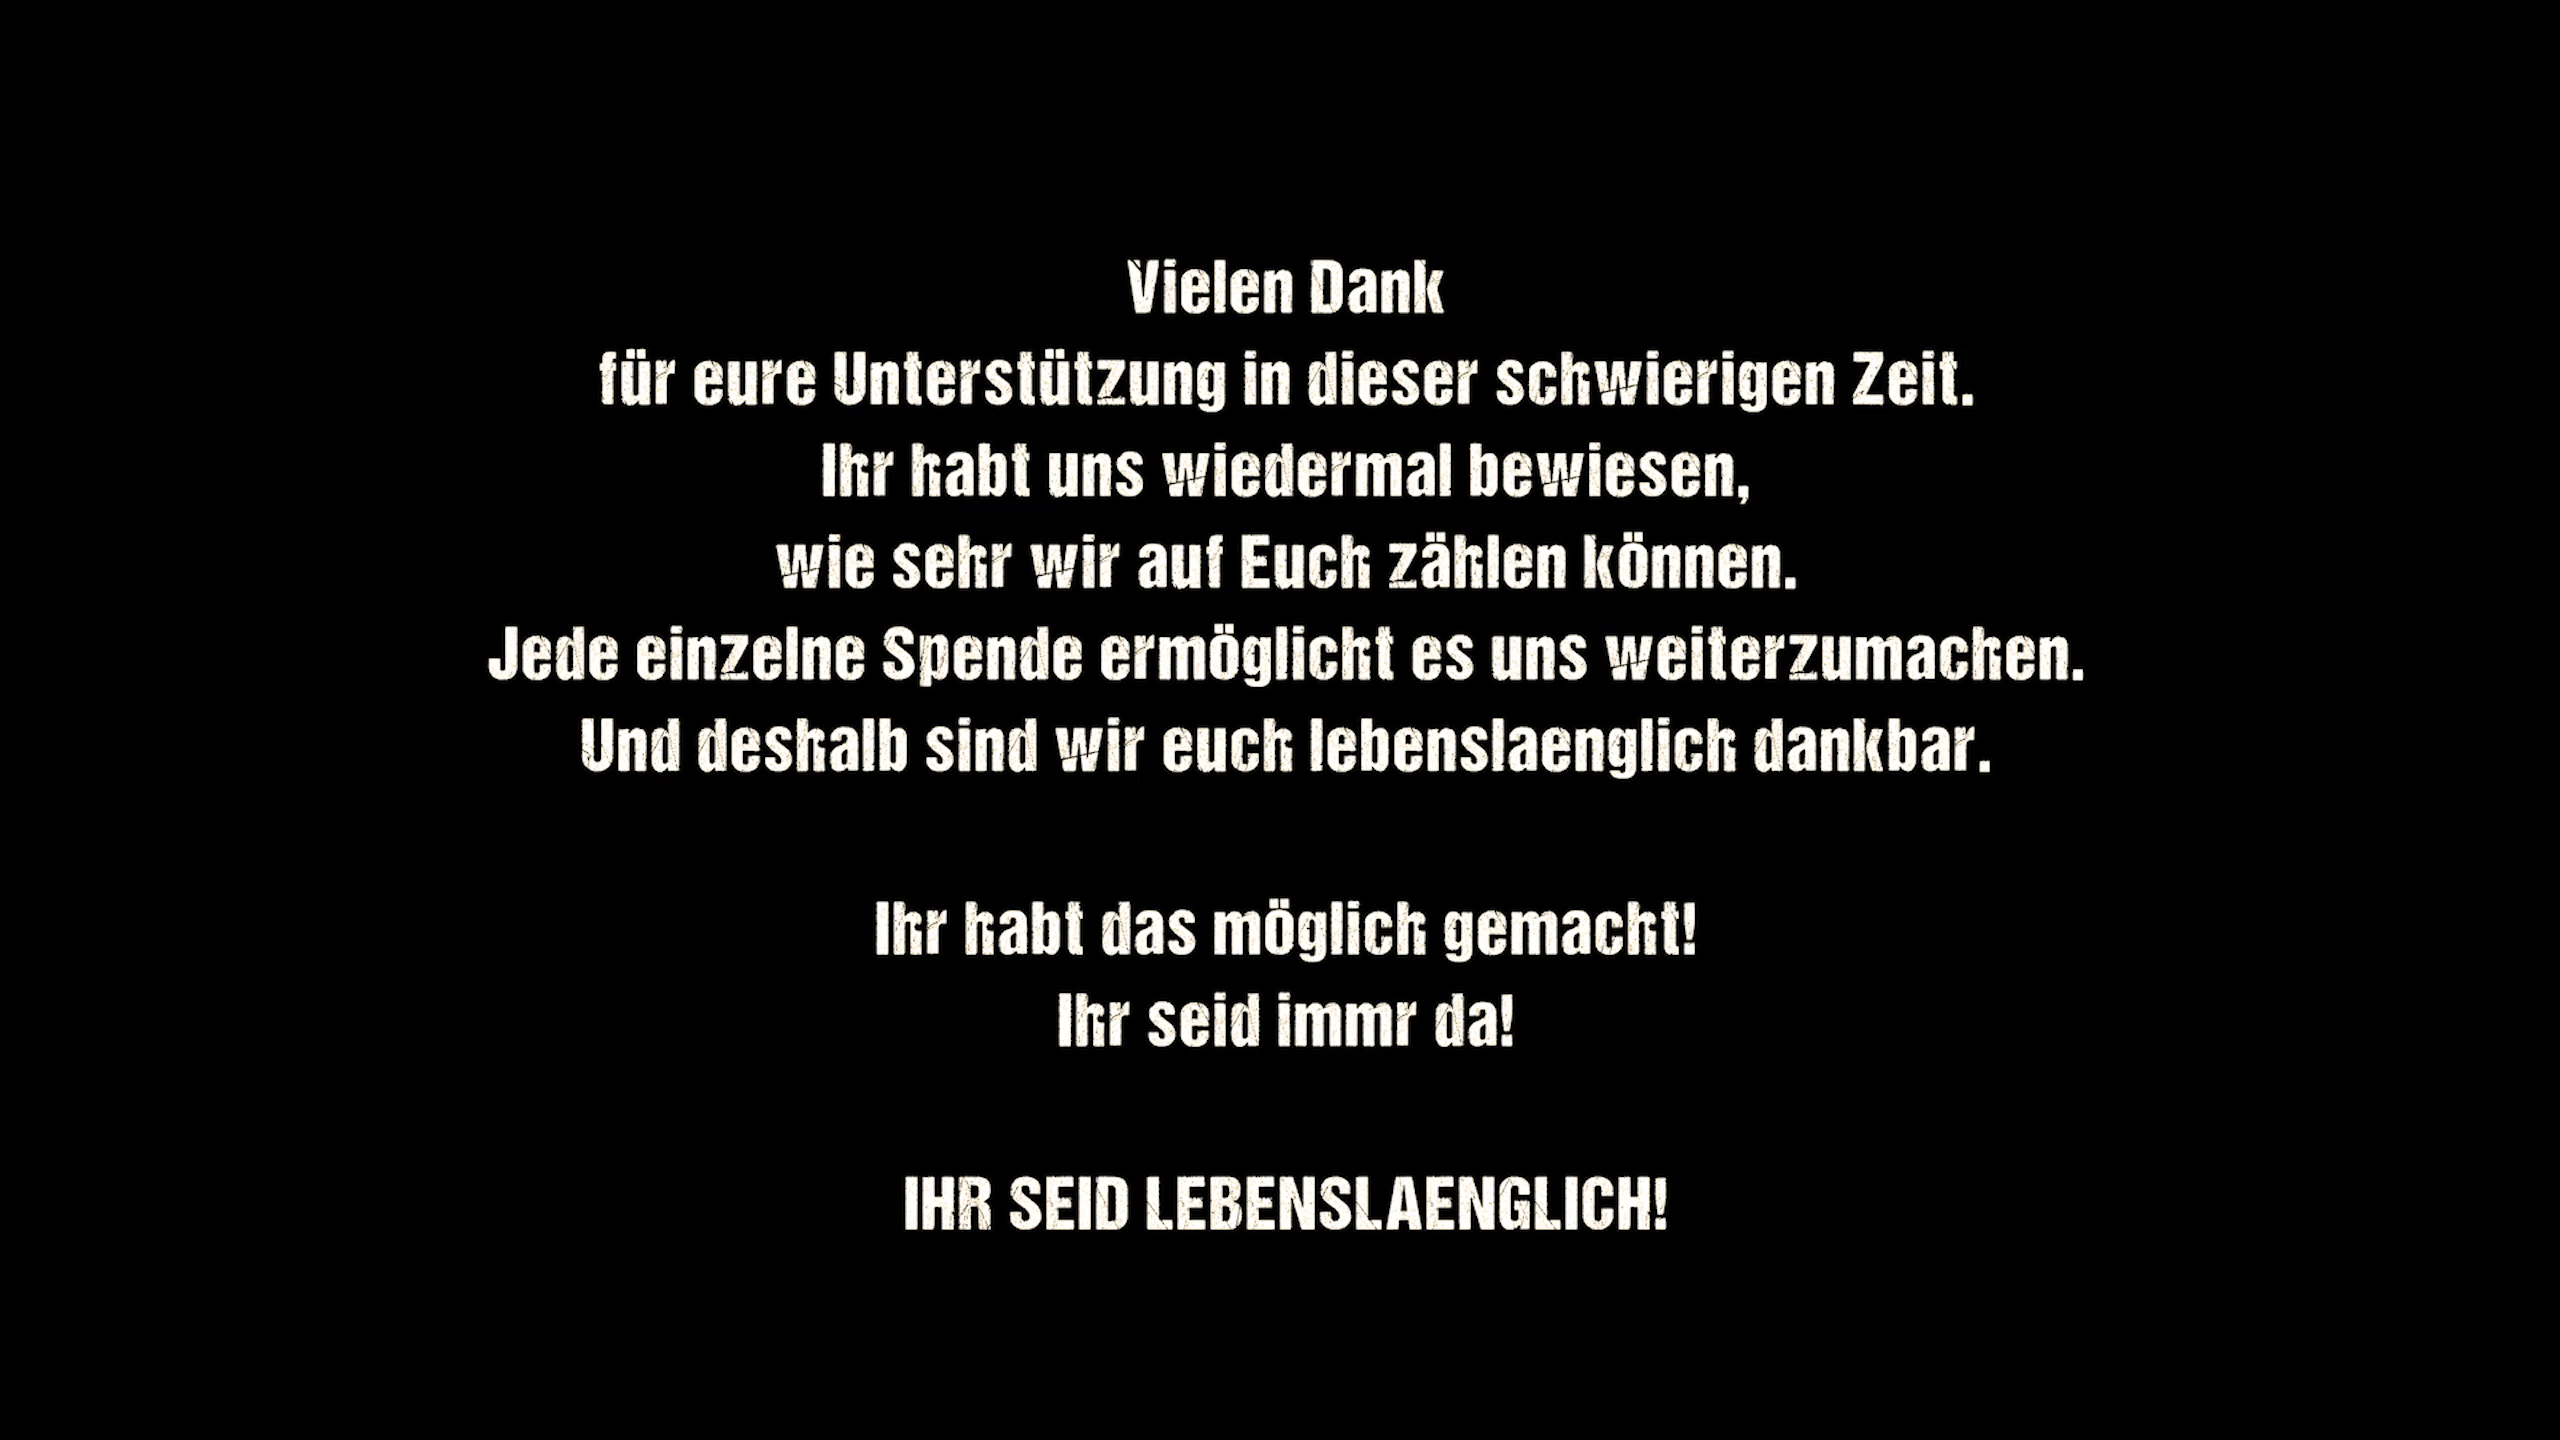 Vielen Dank
für eure Unterstützung in dieser schwierigen Zeit.
Ihr habt uns wiedermal bewiesen,
wie sehr wir auf Euch zählen können.
Jede einzelne Spende ermöglicht es uns weiterzumachen.
Und deshalb sind wir euch lebenslaenglich dankbar.
Ihr habt das möglich gemacht!
Ihr seid immr da!
IHR SEID LEBENSLAENGLICH!